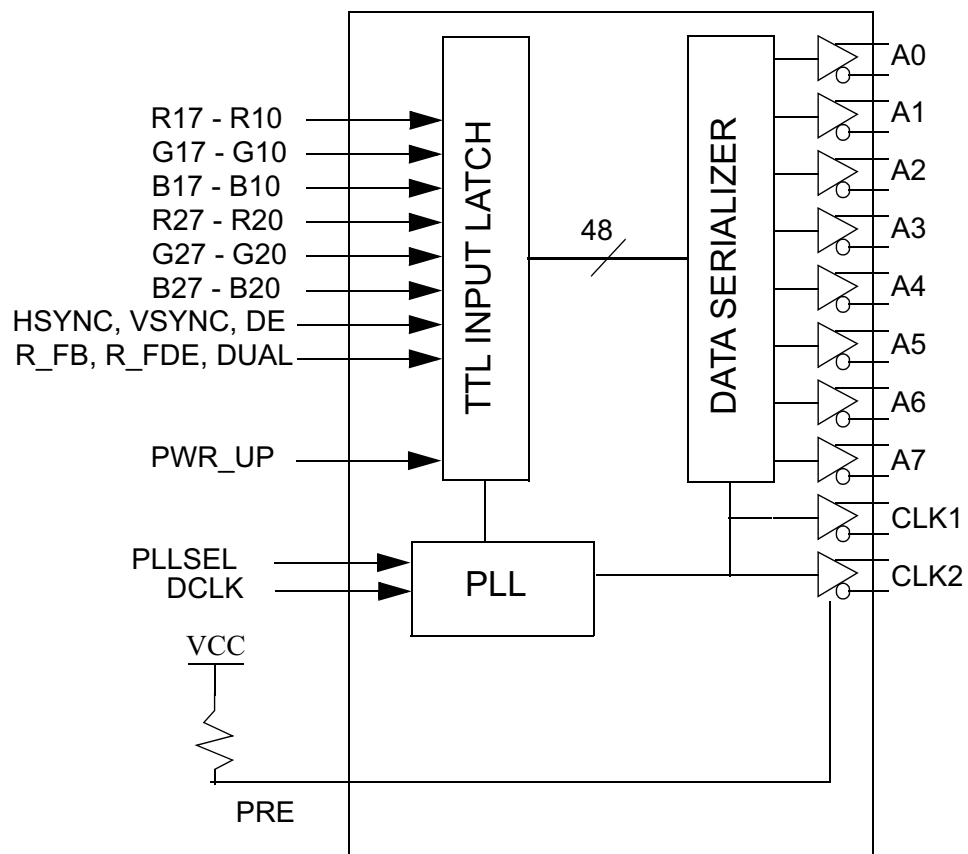 R17 - R10
G17 - G10
B17 - B10
R27 - R20
G27 - G20
B27 - B20
HSYNC, VSYNC, DE
R_FB, R_FDE, DUAL
PWR_UP
PLLSEL
DCLK
VCC
PRE
TTL INPUT LATCH
48
DATA SERIALIZER
PLL
A0
A1
A2
A3
A4
A5
A6
A7
CLK1
CLK2